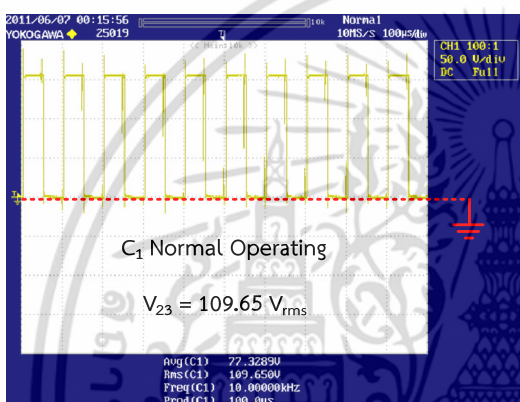 2011/06/07 00:15:56 10k Normal
YOKOGAWA 25019 10MS/s 100µs/div
<< Main:10k >>
CH1 100:1
50.0 V/div
DC Full
C₁ Normal Operating
V₂₃ = 109.65 Vrms
Avg(C1) 77.3289V
Rms(C1) 109.650V
Freq(C1) 10.00000kHz
Prod(C1) 100.0us